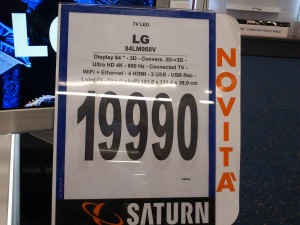 TV LED
LG
84LM960V
Display 84 " - 3D - Convers. 2D->3D -
Ultra HD 4K - 800 Hz - Connected TV -
WiFi + Ethernet - 4 HDMI - 3 USB - USB Rec -
19990
NOVITÀ
SATURN
LG